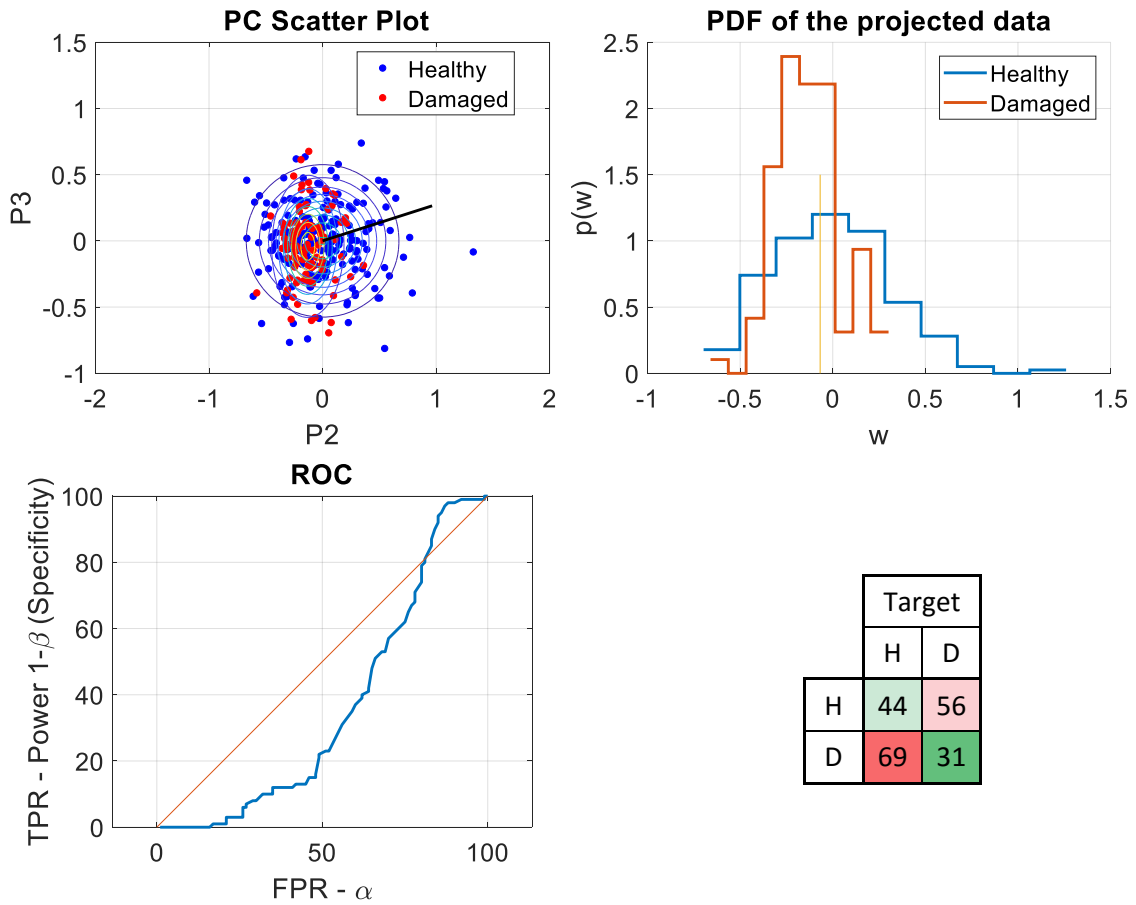 PC Scatter Plot
1.5
1
0.5
0
-0.5
-1
-2
-1
0
1
2
P3
P2
Healthy
Damaged
PDF of the projected data
2.5
2
1.5
1
0.5
0
-1
-0.5
0
0.5
1
1.5
p(w)
w
Healthy
Damaged
ROC
100
80
60
40
20
0
0
50
100
TPR - Power 1-β (Specificity)
FPR - α
Target
H D
H 44 56
D 69 31